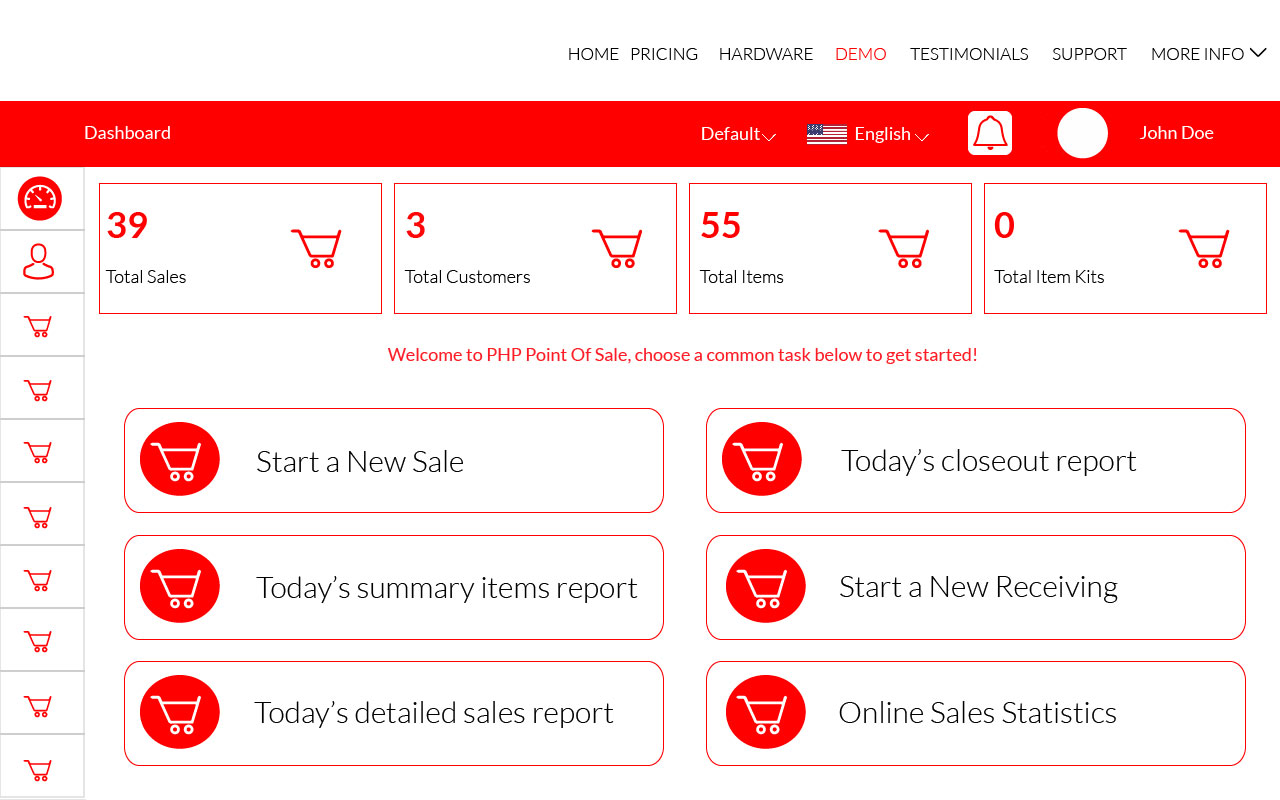 HOME PRICING HARDWARE DEMO TESTIMONIALS SUPPORT MORE INFO
Dashboard Default English John Doe
39 3 55 0
Total Sales Total Customers Total Items Total Item Kits
Welcome to PHP Point Of Sale, choose a common task below to get started!
Start a New Sale Today’s closeout report
Today’s summary items report Start a New Receiving
Today’s detailed sales report Online Sales Statistics